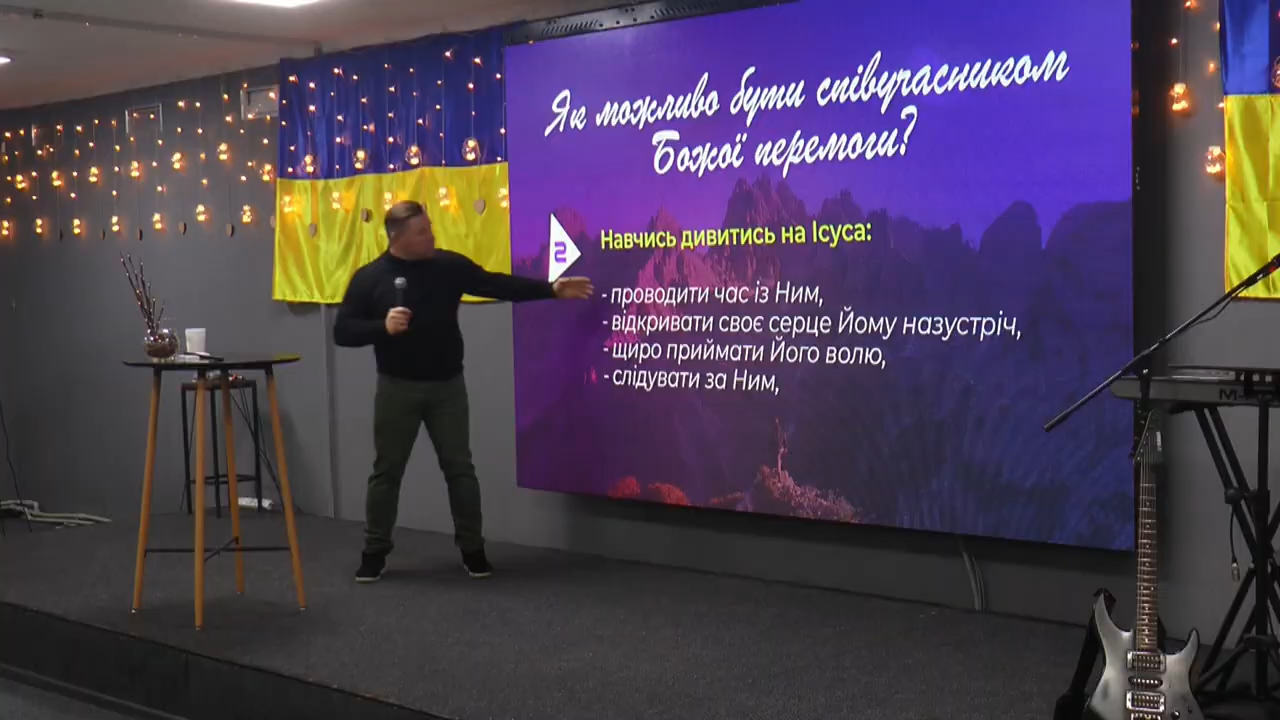 Як можливо бути співучасником
Божої перемоги?
2
Навчись дивитись на Ісуса:
- проводити час із Ним,
- відкривати своє серце Йому назустріч,
- щиро приймати Його волю,
- слідувати за Ним,